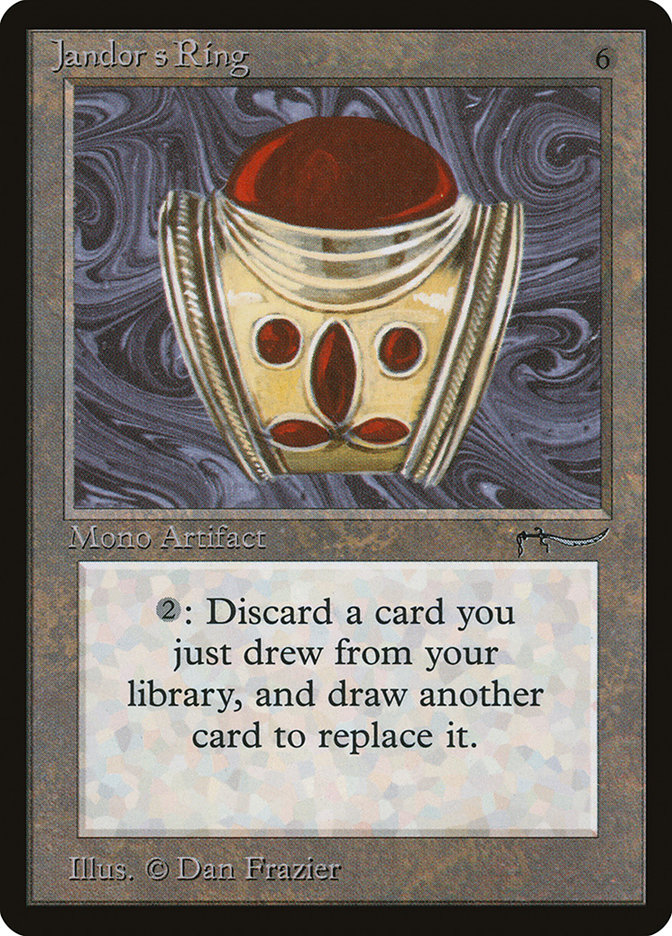 Jandor's Ring 6
Mono Artifact
2: Discard a card you
just drew from your
library, and draw another
card to replace it.
Illus. © Dan Frazier